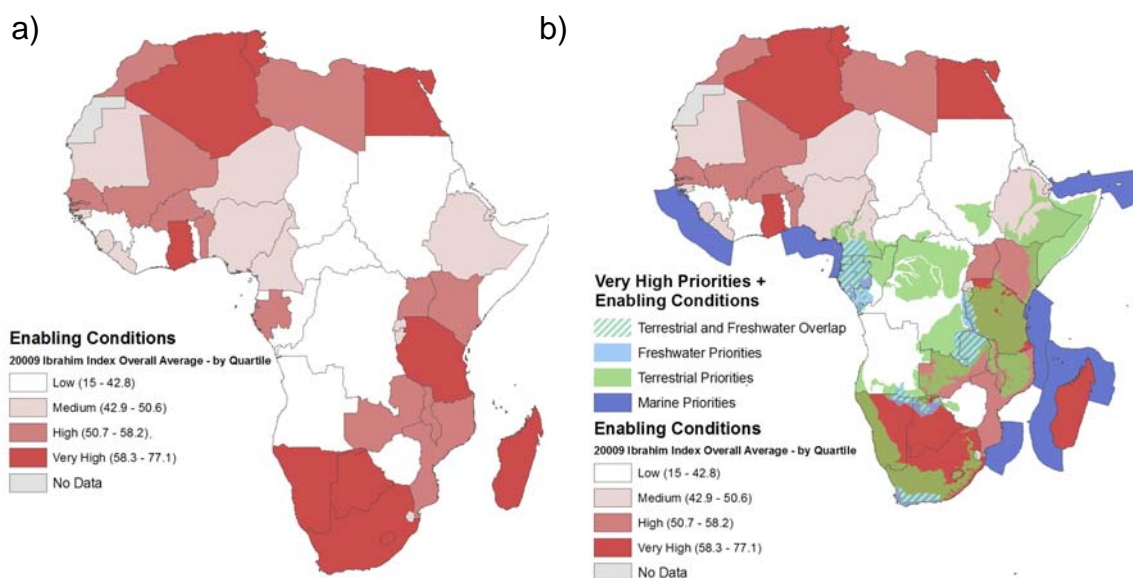 a)
Enabling Conditions
20009 Ibrahim Index Overall Average - by Quartile
Low (15 - 42.8)
Medium (42.9 - 50.6)
High (50.7 - 58.2).
Very High (58.3 - 77.1)
No Data
b)
Very High Priorities +
Enabling Conditions
Terrestrial and Freshwater Overlap
Freshwater Priorities
Terrestrial Priorities
Marine Priorities
Enabling Conditions
20009 Ibrahim Index Overall Average - by Quartile
Low (15 - 42.8)
Medium (42.9 - 50.6)
High (50.7 - 58.2)
Very High (58.3 - 77.1)
No Data